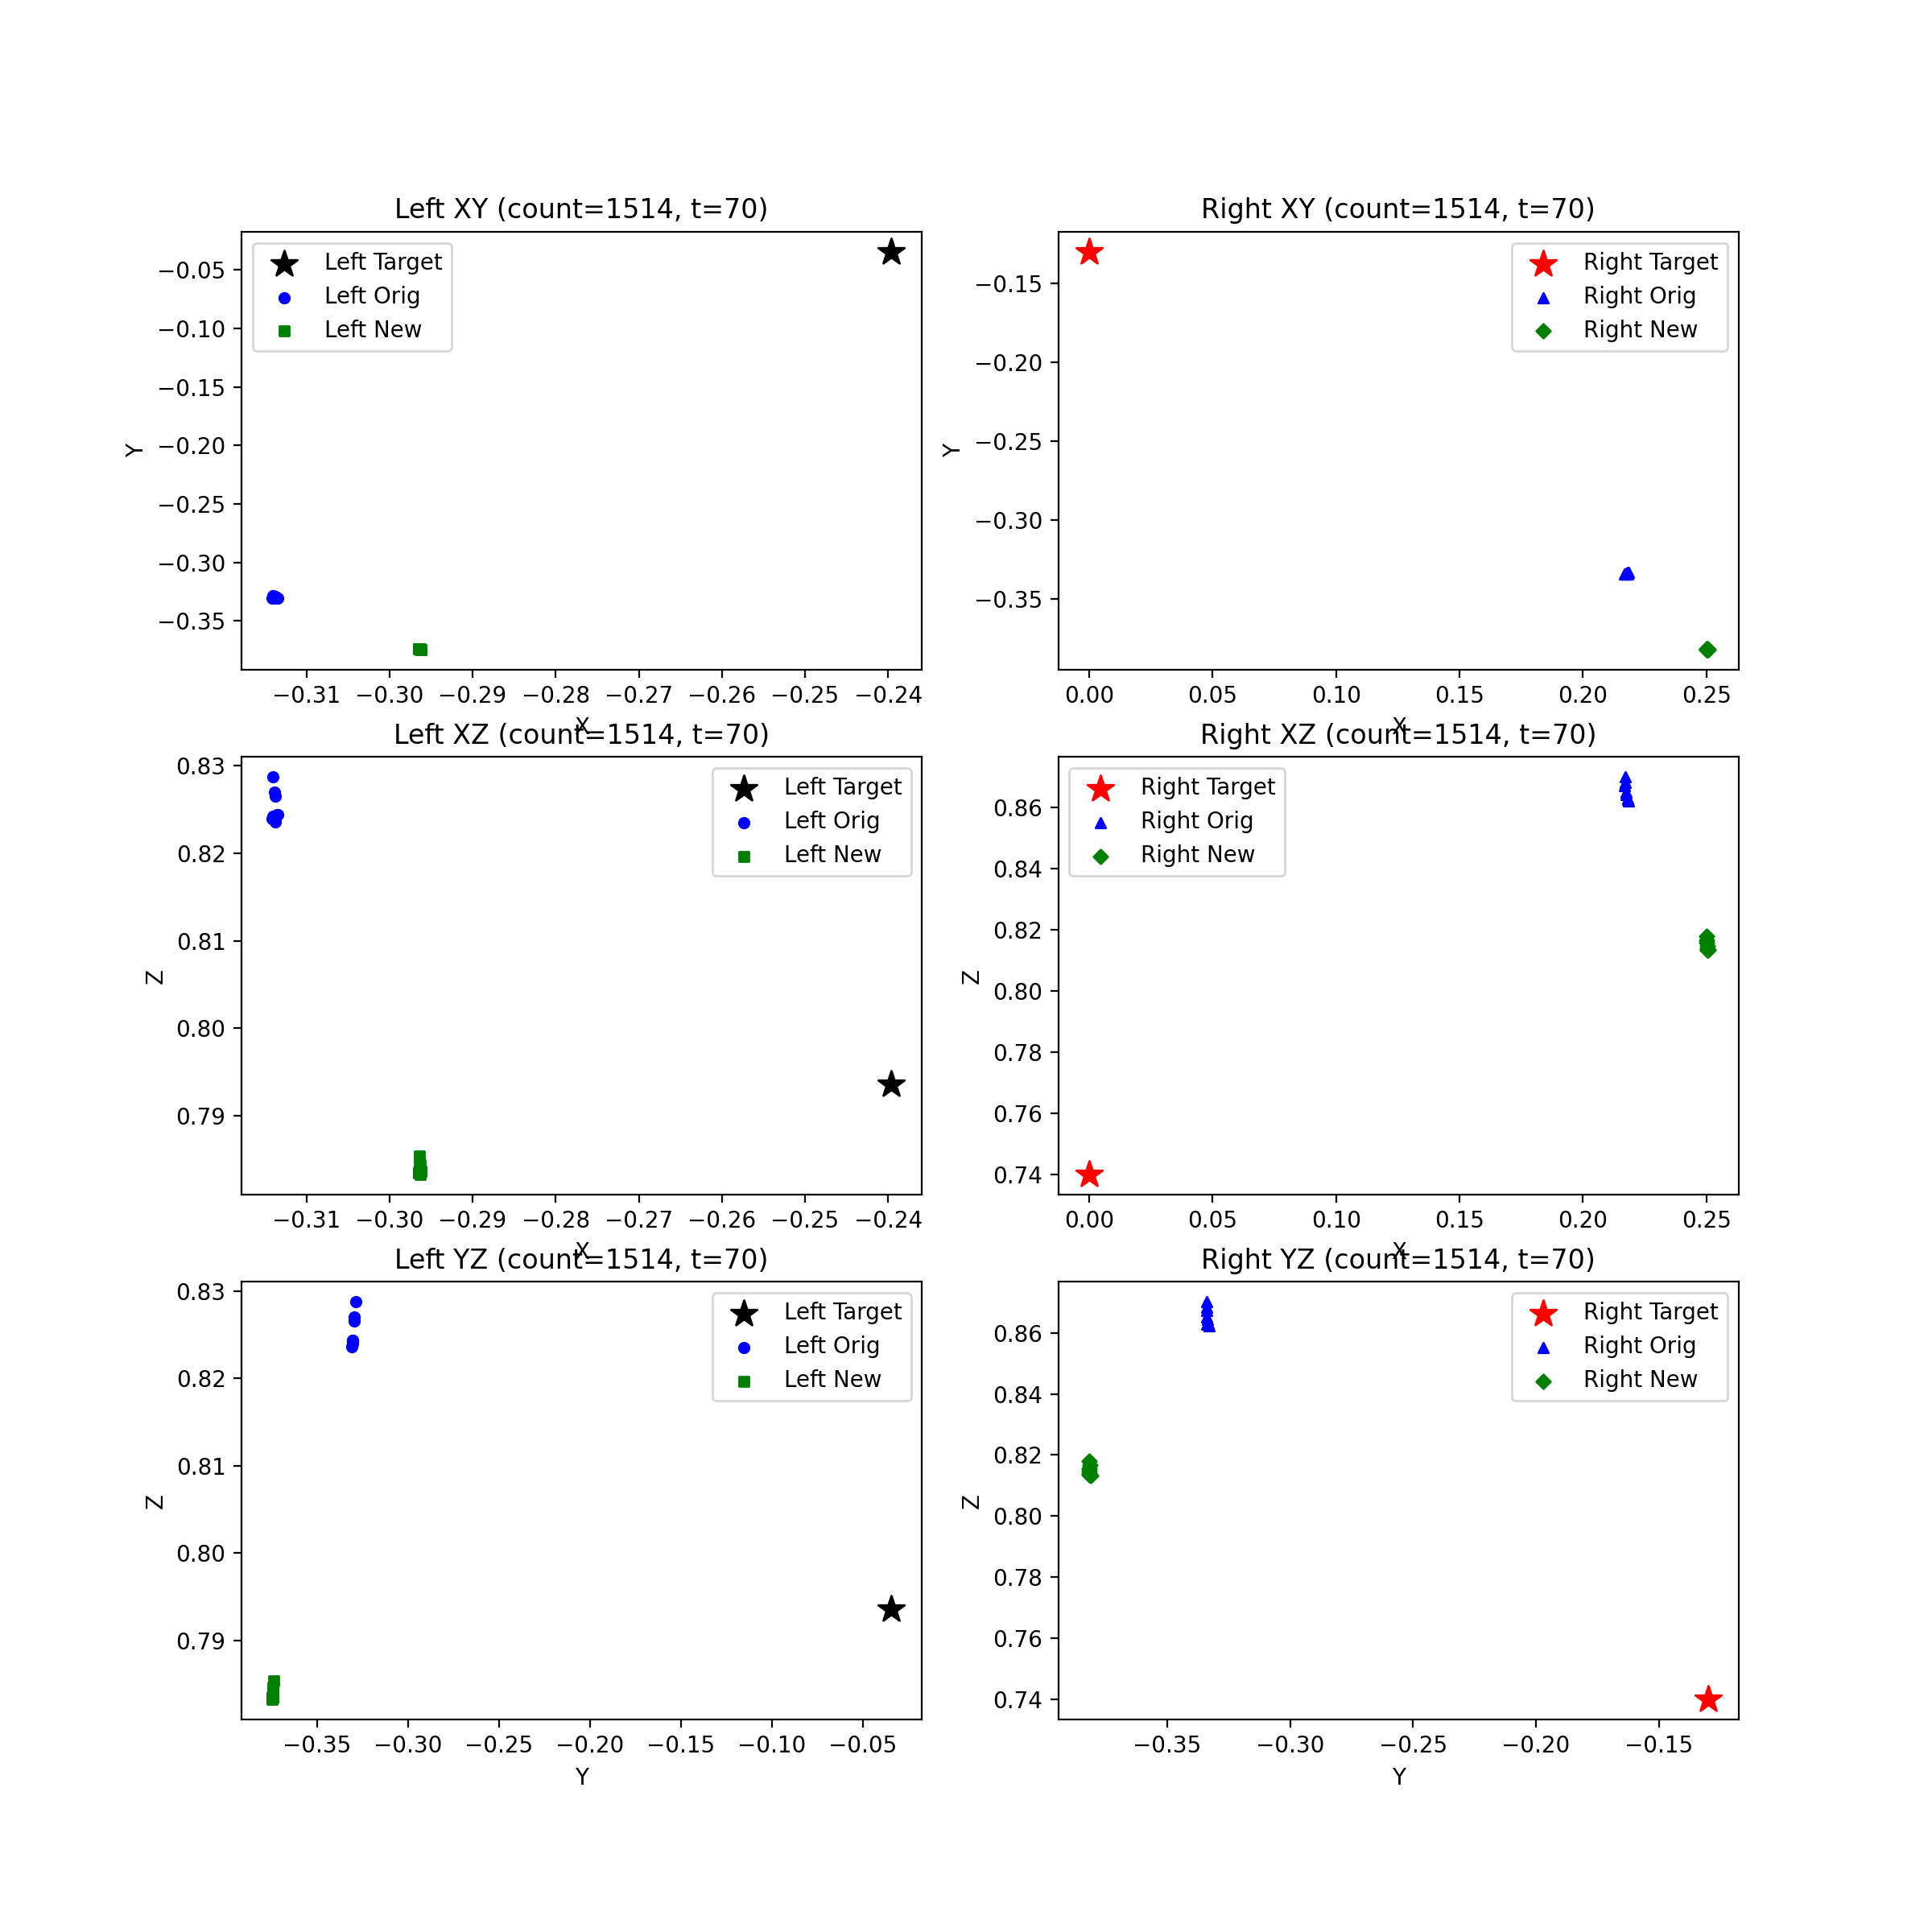 Left XY (count=1514, t=70)
Left Target
Left Orig
Left New
−0.05
−0.10
−0.15
−0.20
−0.25
−0.30
−0.35
Y
−0.31 −0.30 −0.29 −0.28 −0.27 −0.26 −0.25 −0.24
X
Right XY (count=1514, t=70)
Right Target
Right Orig
Right New
−0.15
−0.20
−0.25
−0.30
−0.35
Y
0.00 0.05 0.10 0.15 0.20 0.25
X
Left XZ (count=1514, t=70)
Left Target
Left Orig
Left New
0.83
0.82
0.81
0.80
0.79
Z
−0.31 −0.30 −0.29 −0.28 −0.27 −0.26 −0.25 −0.24
X
Right XZ (count=1514, t=70)
Right Target
Right Orig
Right New
0.86
0.84
0.82
0.80
0.78
0.76
0.74
Z
0.00 0.05 0.10 0.15 0.20 0.25
X
Left YZ (count=1514, t=70)
Left Target
Left Orig
Left New
0.83
0.82
0.81
0.80
0.79
Z
−0.35 −0.30 −0.25 −0.20 −0.15 −0.10 −0.05
Y
Right YZ (count=1514, t=70)
Right Target
Right Orig
Right New
0.86
0.84
0.82
0.80
0.78
0.76
0.74
Z
−0.35 −0.30 −0.25 −0.20 −0.15
Y